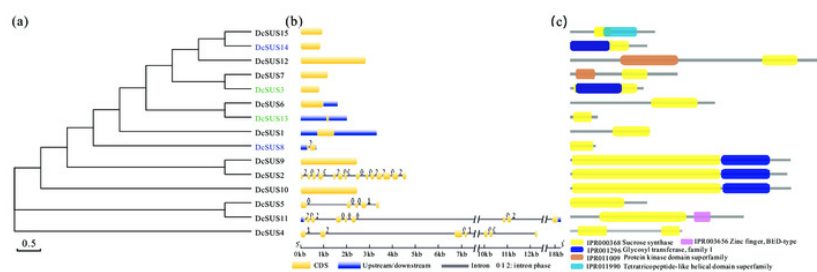 (a)
(b)
(c)
DcSUS15
DcSUS14
DcSUS12
DcSUS7
DcSUS3
DcSUS6
DcSUS13
DcSUS1
DcSUS8
DcSUS9
DcSUS2
DcSUS10
DcSUS5
DcSUS11
DcSUS4
0.5
5'
0kb 1kb 2kb 3kb 4kb 5kb 6kb 7kb 10kb 11kb 12kb 18kb
CDS Upstream/downstream Intron 0 1 2: intron phase
IPR000368 Sucrose synthase IPR003656 Zinc finger, BED-type
IPR001296 Glycosyl transferase, family 1
IPR011009 Protein kinase domain superfamily
IPR011990 Tetratricopeptide-like helical domain superfamily